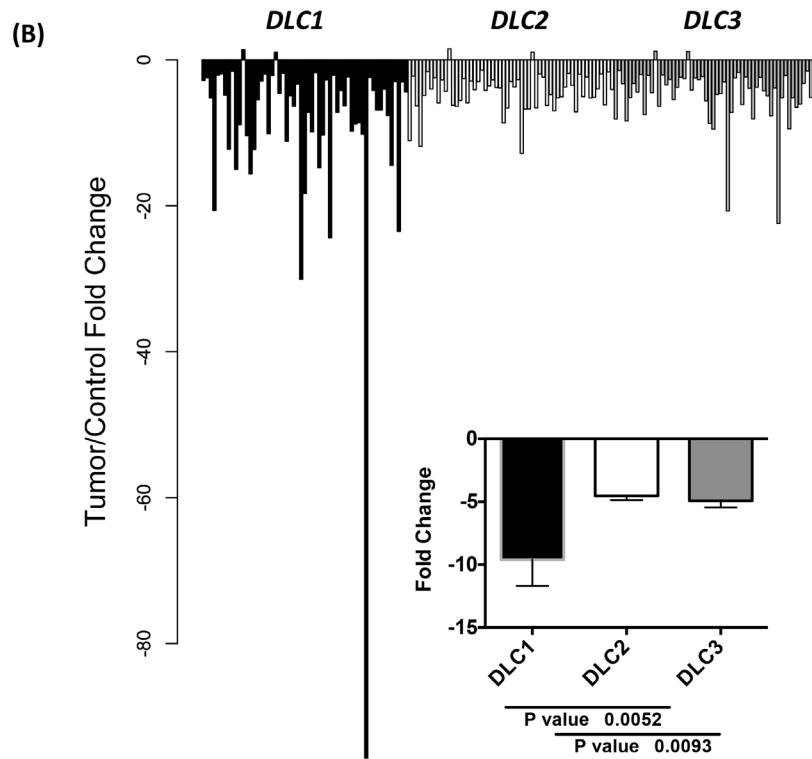 (B)
DLC1 DLC2 DLC3
Tumor/Control Fold Change
0
-20
-40
-60
-80
Fold Change
0
-5
-10
-15
DLC1 DLC2 DLC3
P value 0.0052
P value 0.0093